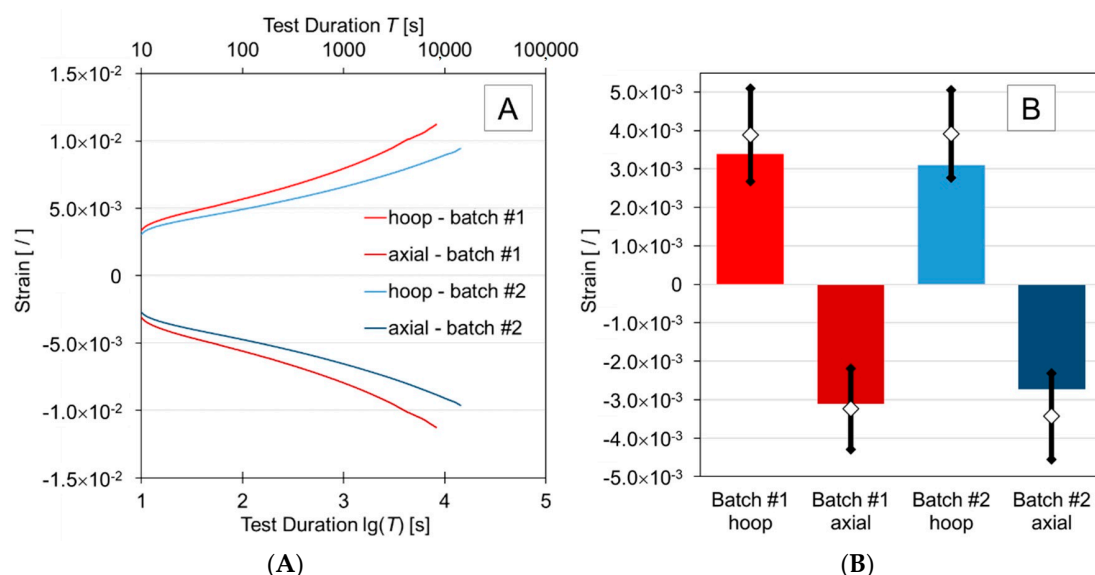 Test Duration T [s]
10 100 1000 10,000 100,000
1.5×10⁻²
1.0×10⁻²
5.0×10⁻³
0
-5.0×10⁻³
-1.0×10⁻²
-1.5×10⁻²
Strain [ / ]
A
hoop - batch #1
axial - batch #1
hoop - batch #2
axial - batch #2
1 2 3 4 5
Test Duration lg(T) [s]
(A)
5.0×10⁻³
4.0×10⁻³
3.0×10⁻³
2.0×10⁻³
1.0×10⁻³
0
-1.0×10⁻³
-2.0×10⁻³
-3.0×10⁻³
-4.0×10⁻³
-5.0×10⁻³
Strain [ / ]
B
Batch #1 Batch #1 Batch #2 Batch #2
hoop axial hoop axial
(B)